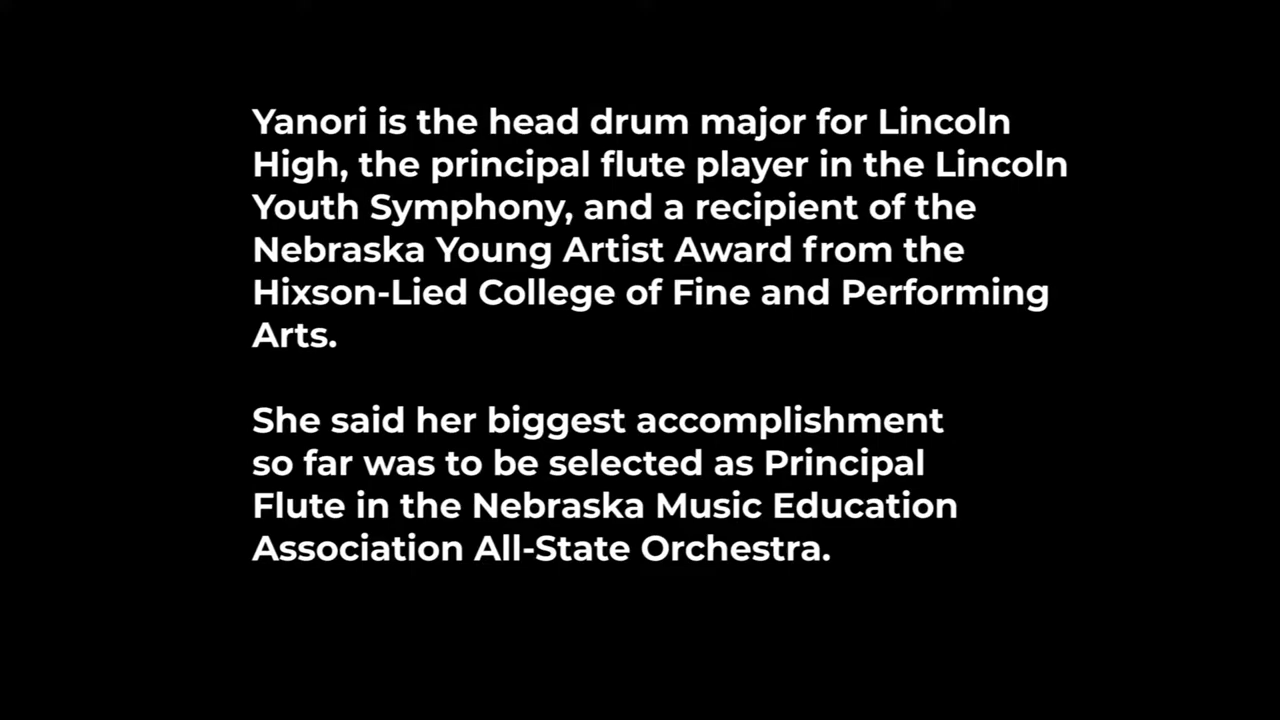 Yanori is the head drum major for Lincoln
High, the principal flute player in the Lincoln
Youth Symphony, and a recipient of the
Nebraska Young Artist Award from the
Hixson-Lied College of Fine and Performing
Arts.
She said her biggest accomplishment
so far was to be selected as Principal
Flute in the Nebraska Music Education
Association All-State Orchestra.